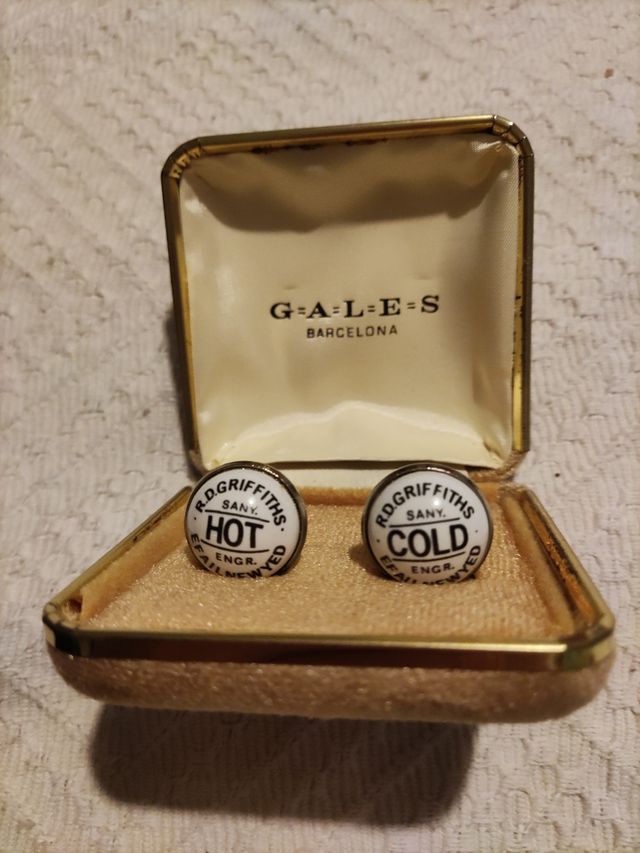 G=A=L=E=S
BARCELONA
R.D.GRIFFITHS
SANY.
HOT
ENGR.
EFAILNEWYED
R.D.GRIFFITHS
SANY.
COLD
ENGR.
EFAILNEWYED